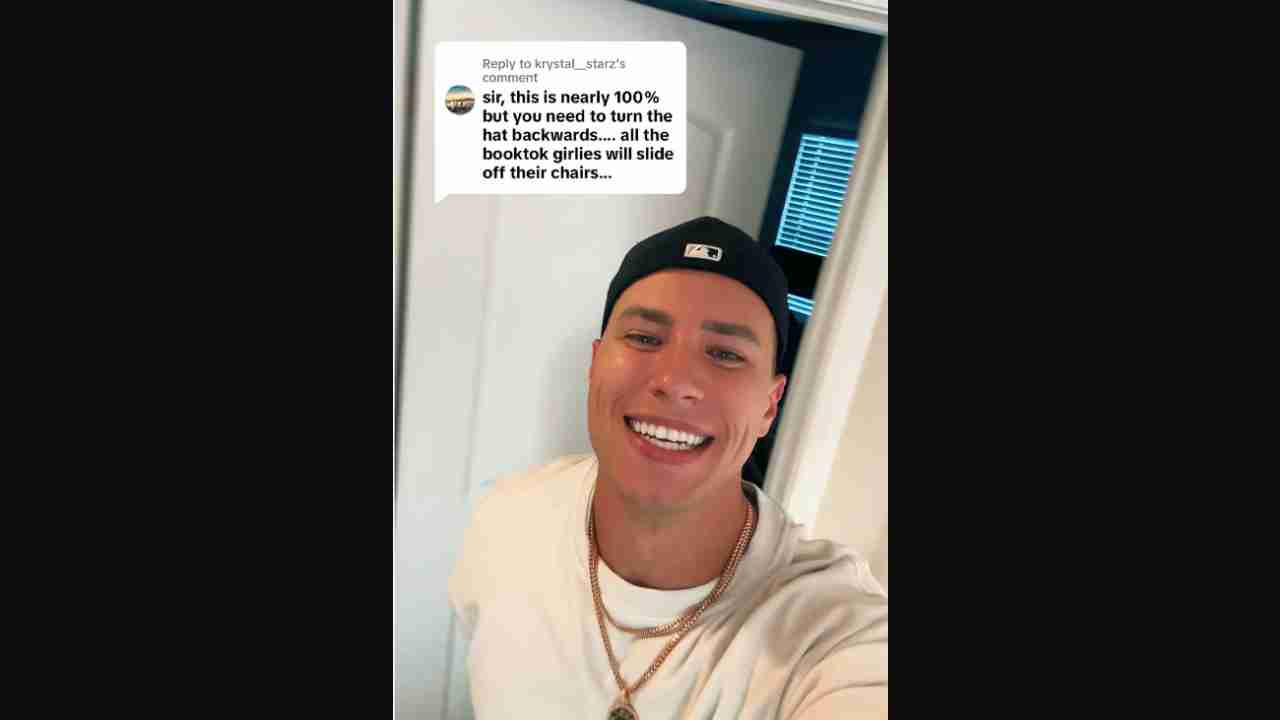 Reply to krystal__starz's
comment
sir, this is nearly 100%
but you need to turn the
hat backwards.... all the
booktok girlies will slide
off their chairs...